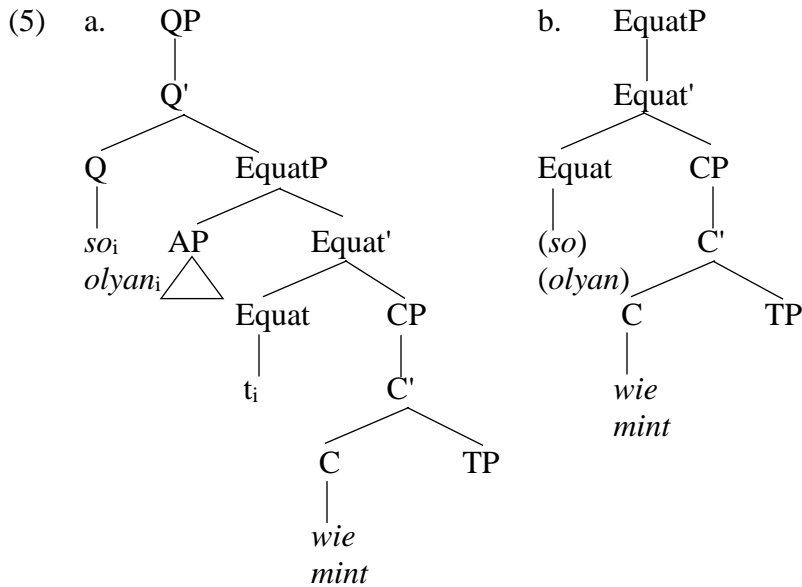 (5) a. QP b. EquatP
Q' Equat'
Q EquatP Equat CP
soᵢ AP Equat' (so) C'
olyanᵢ (olyan)
Equat CP C TP
tᵢ C' wie
mint
C TP
wie
mint